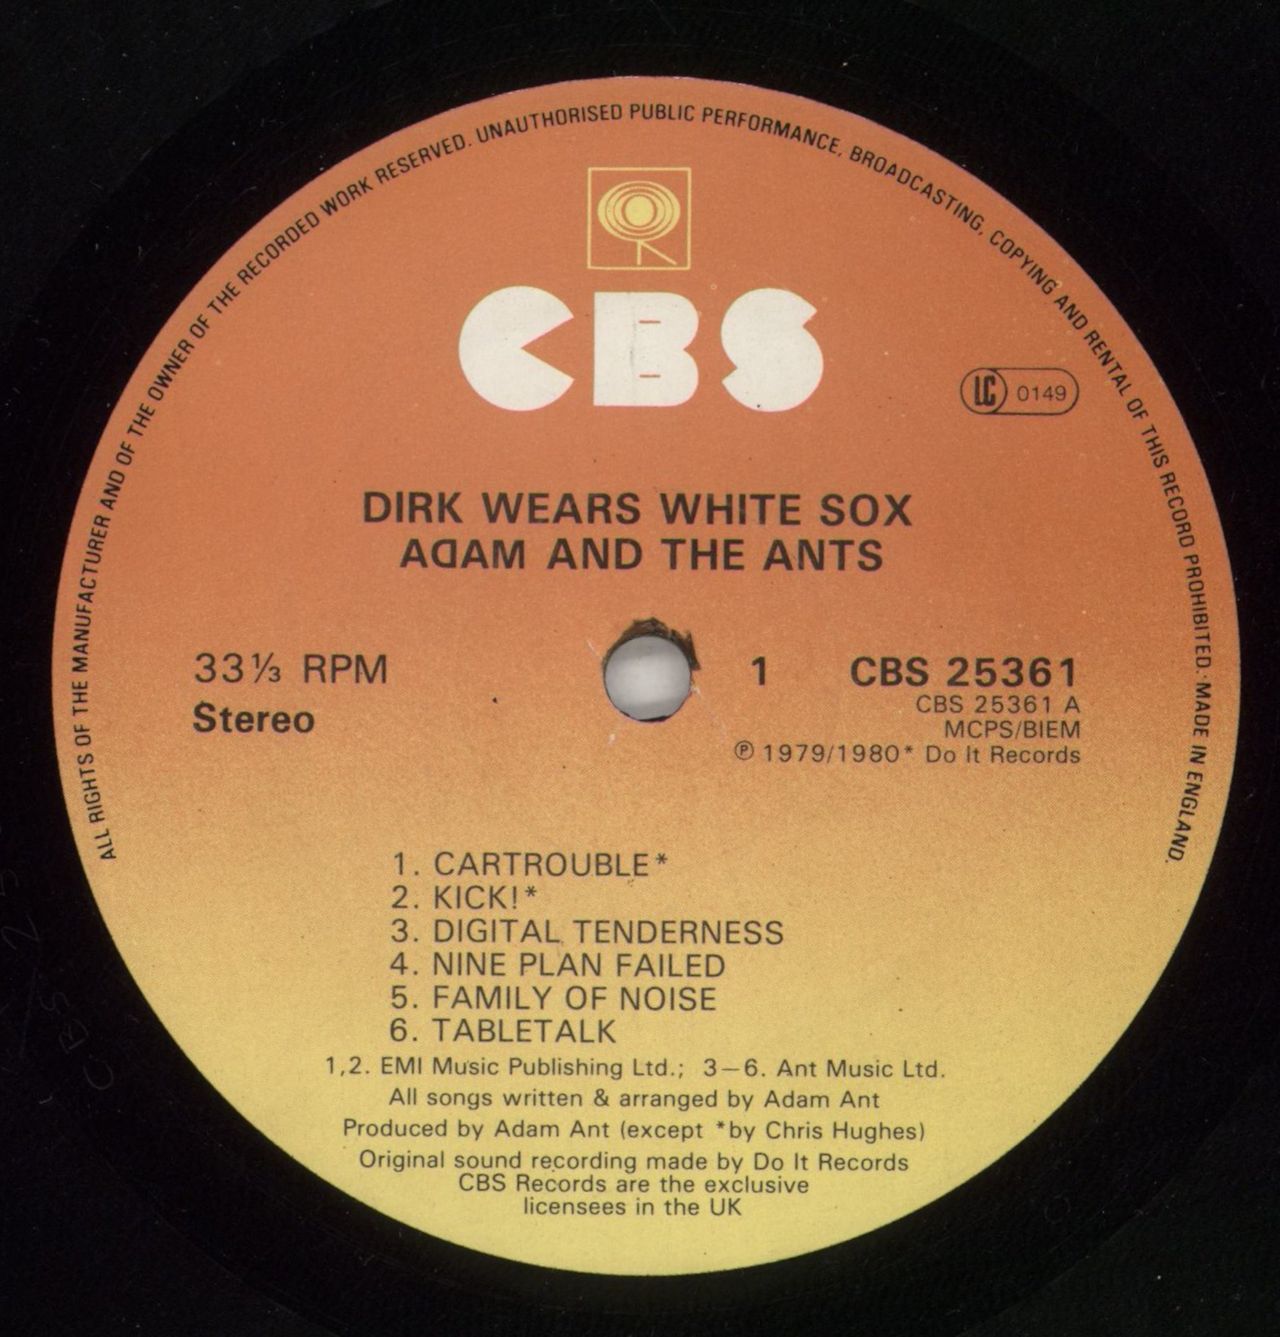 ALL RIGHTS OF THE MANUFACTURER AND OF THE OWNER OF THE RECORDED WORK RESERVED. UNAUTHORISED PUBLIC PERFORMANCE, BROADCASTING, COPYING AND RENTAL OF THIS RECORD PROHIBITED. MADE IN ENGLAND.
CBS
LC 0149
DIRK WEARS WHITE SOX
ADAM AND THE ANTS
33⅓ RPM
Stereo
1 CBS 25361
CBS 25361 A
MCPS/BIEM
℗ 1979/1980* Do It Records
1. CARTROUBLE*
2. KICK!*
3. DIGITAL TENDERNESS
4. NINE PLAN FAILED
5. FAMILY OF NOISE
6. TABLETALK
1,2. EMI Music Publishing Ltd.; 3–6. Ant Music Ltd.
All songs written & arranged by Adam Ant
Produced by Adam Ant (except *by Chris Hughes)
Original sound recording made by Do It Records
CBS Records are the exclusive
licensees in the UK